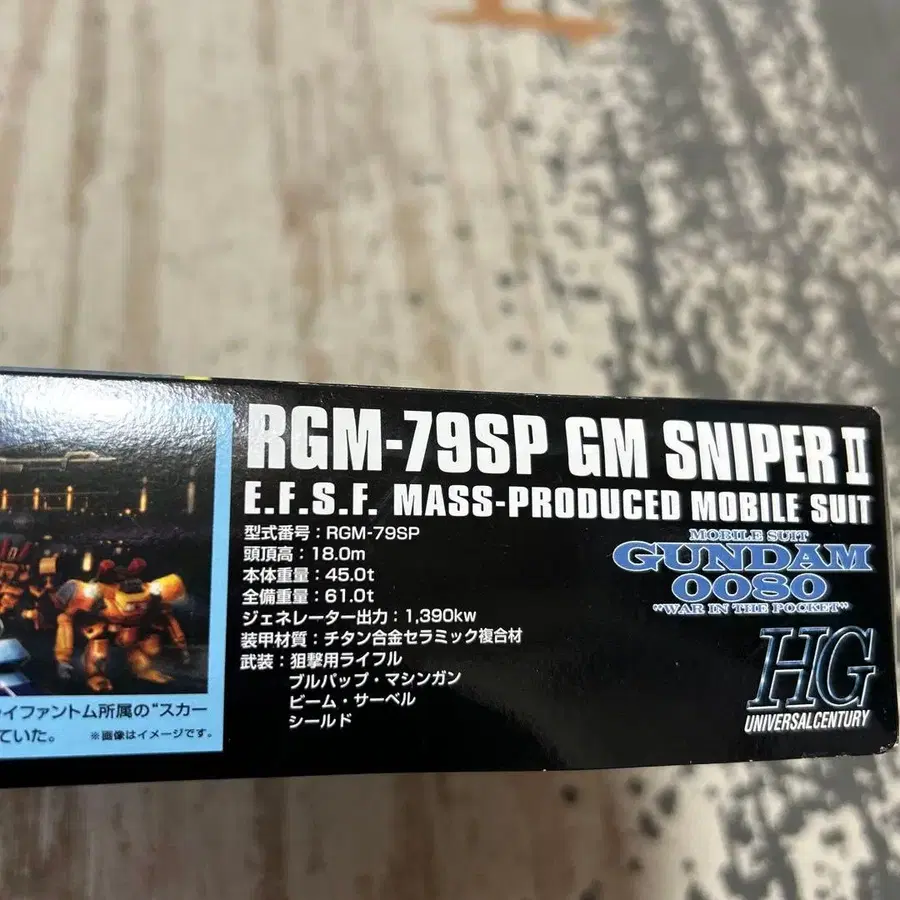 RGM-79SP GM SNIPER II
E.F.S.F. MASS-PRODUCED MOBILE SUIT
型式番号：RGM-79SP
頭頂高：18.0m
本体重量：45.0t
全備重量：61.0t
ジェネレーター出力：1,390kw
装甲材質：チタン合金セラミック複合材
武装：狙撃用ライフル
ブルパップ・マシンガン
ビーム・サーベル
シールド
MOBILE SUIT
GUNDAM
0080
"WAR IN THE POCKET"
HG
UNIVERSAL CENTURY
イファントム所属の"スカー
ていた。
※画像はイメージです。